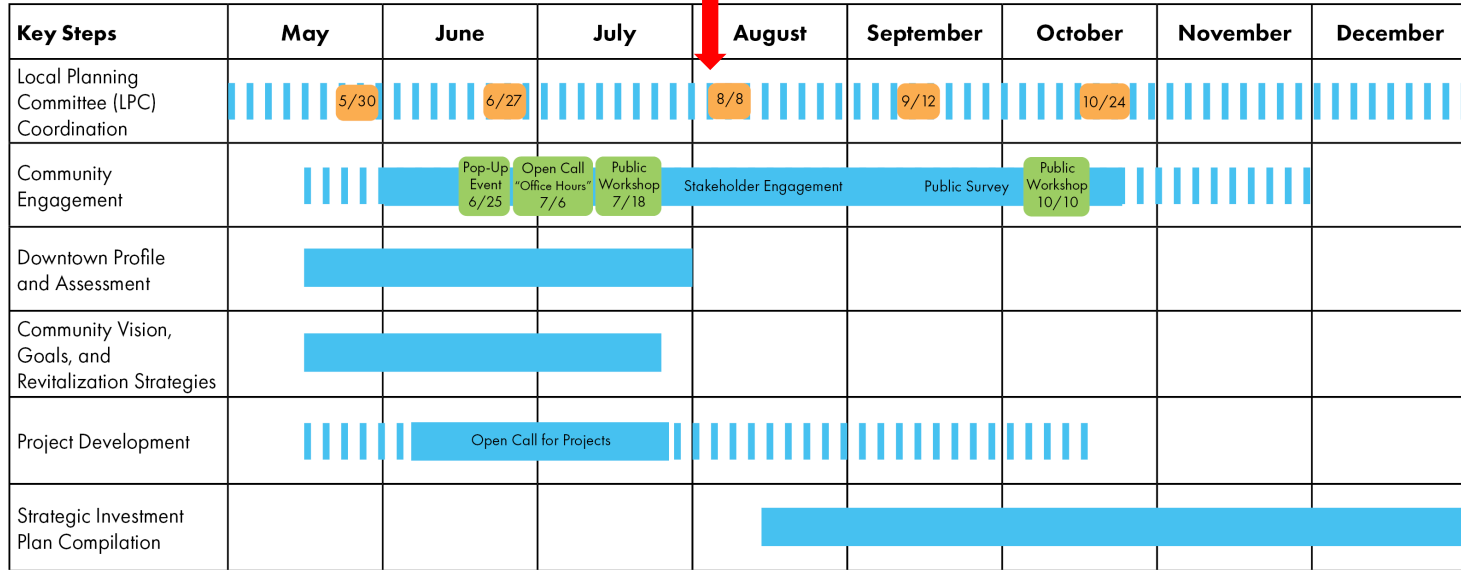 Key Steps
May
June
July
August
September
October
November
December
Local Planning
Committee (LPC)
Coordination
5/30
6/27
8/8
9/12
10/24
Community
Engagement
Pop-Up
Event
6/25
Open Call
"Office Hours"
7/6
Public
Workshop
7/18
Stakeholder Engagement
Public Survey
Public
Workshop
10/10
Downtown Profile
and Assessment
Community Vision,
Goals, and
Revitalization Strategies
Project Development
Open Call for Projects
Strategic Investment
Plan Compilation